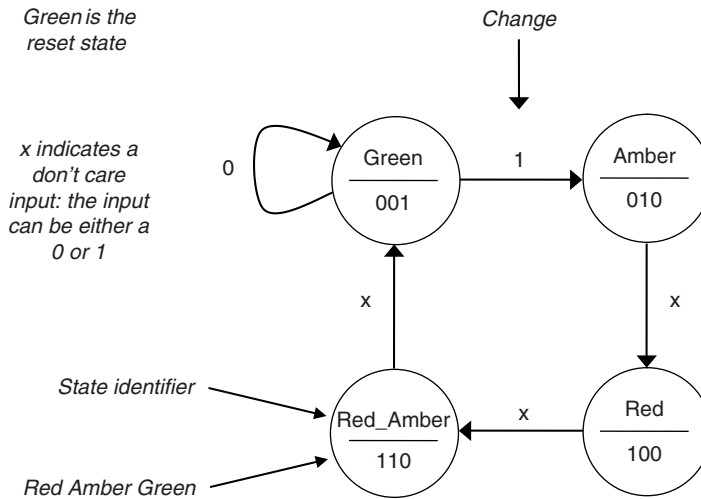 Green is the
reset state
Change
x indicates a
don't care
input: the input
can be either a
0 or 1
0
Green
001
1
Amber
010
x
x
State identifier
Red_Amber
110
x
Red
100
Red Amber Green